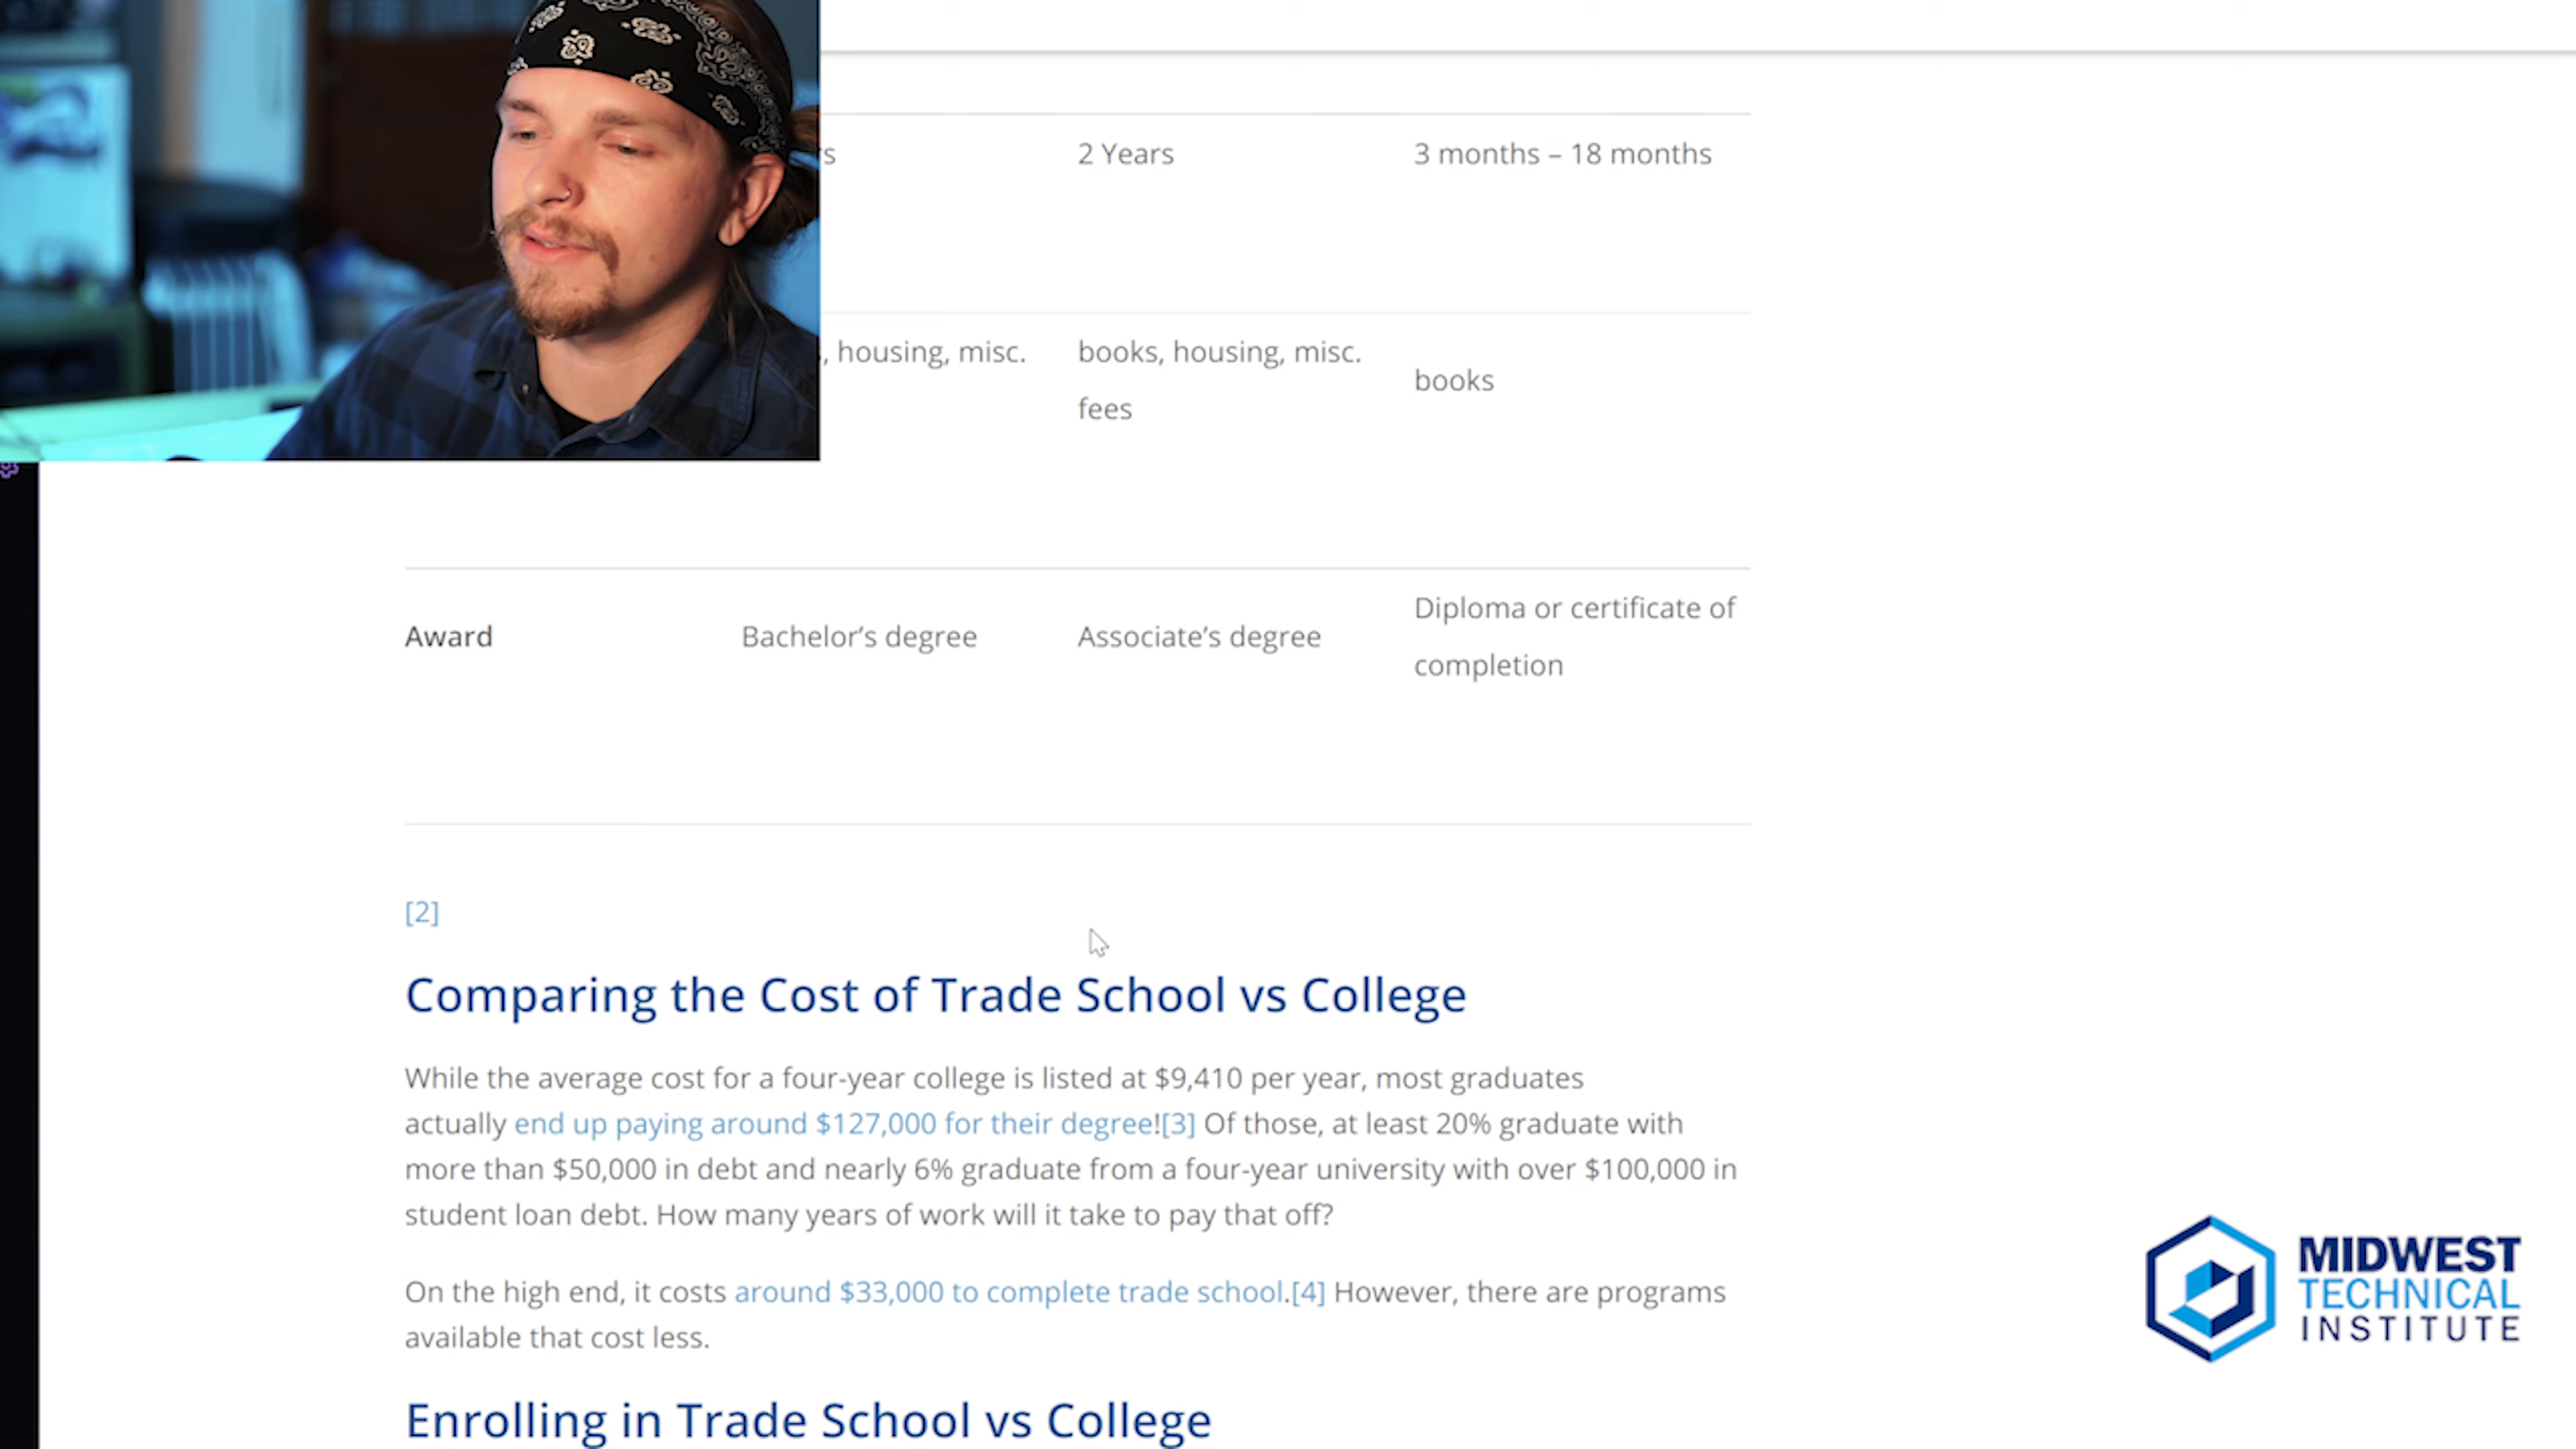 2 Years
3 months – 18 months
, housing, misc.
books, housing, misc.
fees
books
Award
Bachelor’s degree
Associate’s degree
Diploma or certificate of
completion
[2]
Comparing the Cost of Trade School vs College
While the average cost for a four-year college is listed at $9,410 per year, most graduates
actually end up paying around $127,000 for their degree![3] Of those, at least 20% graduate with
more than $50,000 in debt and nearly 6% graduate from a four-year university with over $100,000 in
student loan debt. How many years of work will it take to pay that off?
On the high end, it costs around $33,000 to complete trade school.[4] However, there are programs
available that cost less.
Enrolling in Trade School vs College
MIDWEST
TECHNICAL
INSTITUTE